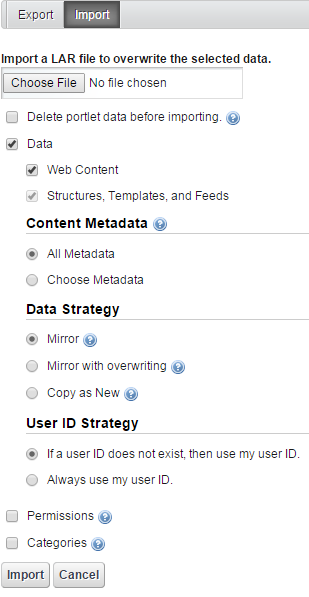 Export Import
Import a LAR file to overwrite the selected data.
Choose File No file chosen
Delete portlet data before importing.
Data
Web Content
Structures, Templates, and Feeds
Content Metadata
All Metadata
Choose Metadata
Data Strategy
Mirror
Mirror with overwriting
Copy as New
User ID Strategy
If a user ID does not exist, then use my user ID.
Always use my user ID.
Permissions
Categories
Import Cancel